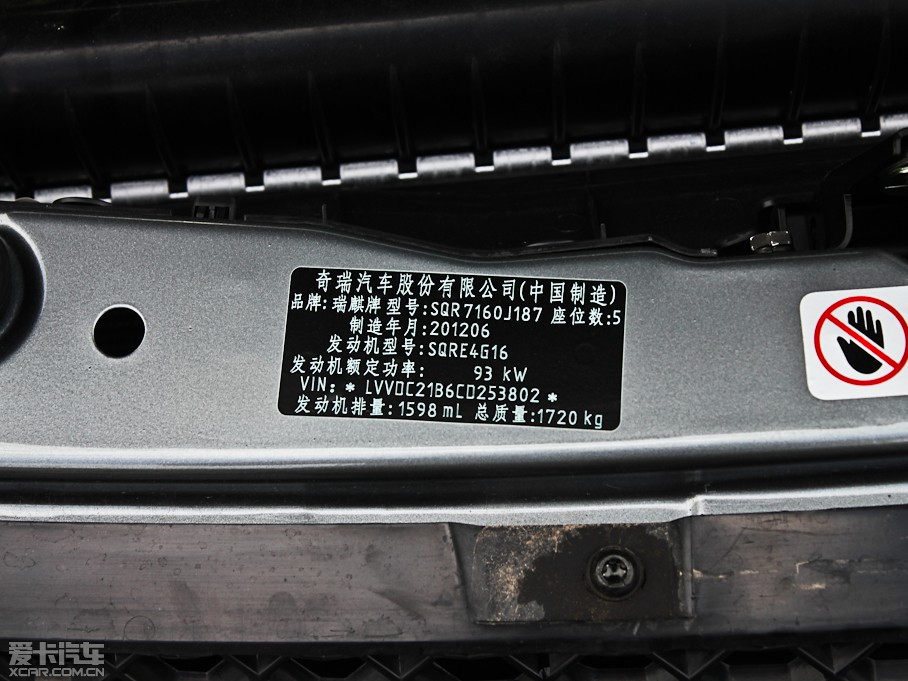 奇瑞汽车股份有限公司(中国制造)
品牌:瑞麒牌 型号:SQR7160J187 座位数:5
制造年月:201206
发动机型号:SQRE4G16
发动机额定功率: 93 kW
VIN: * LVVDC21B6CD253802 *
发动机排量:1598 mL 总质量:1720 kg
爱卡汽车
XCAR.COM.CN